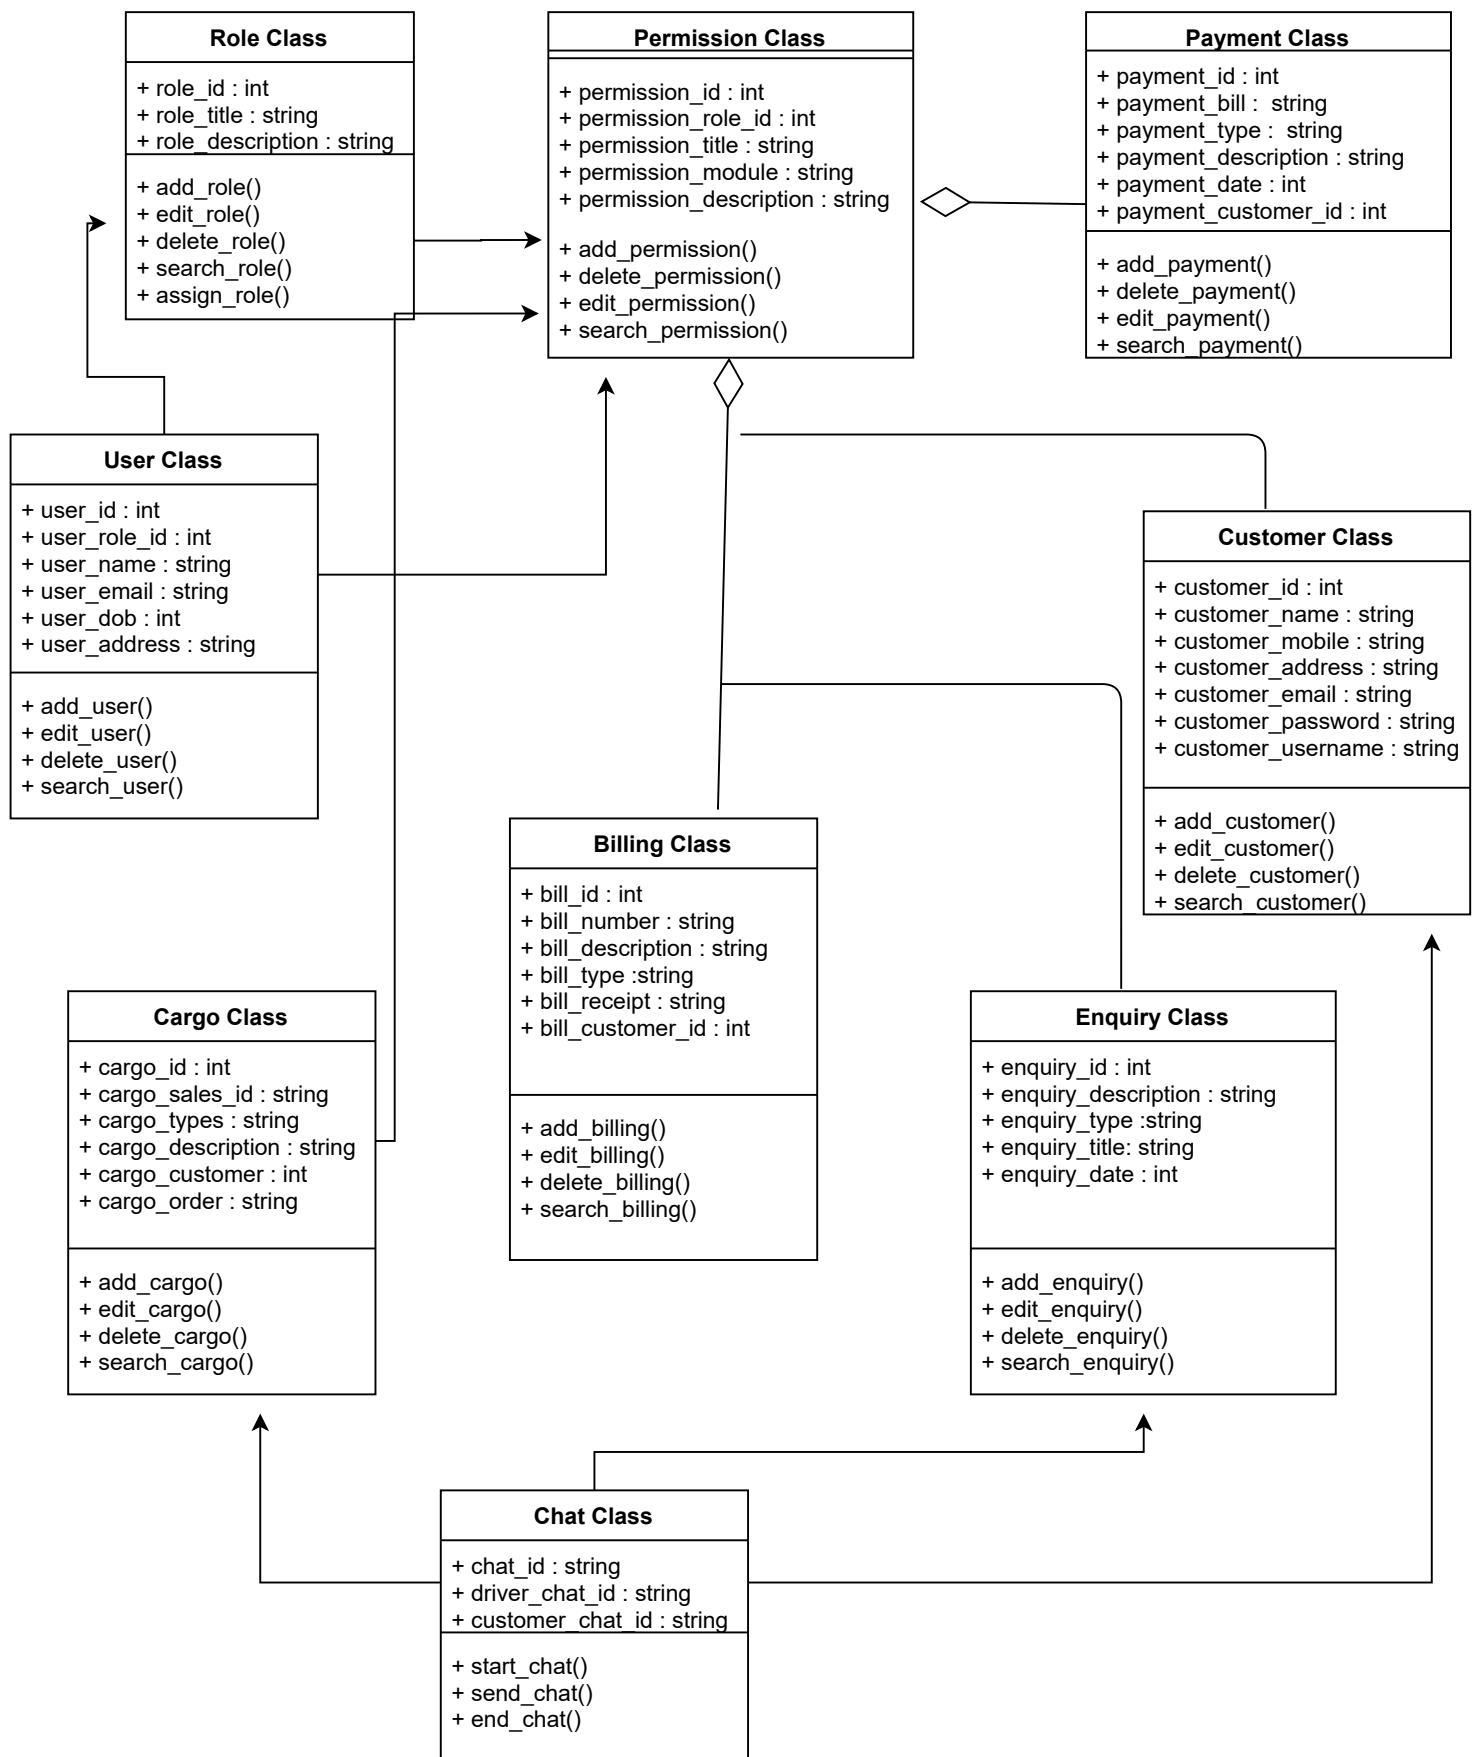 Role Class
+ role_id : int
+ role_title : string
+ role_description : string
+ add_role()
+ edit_role()
+ delete_role()
+ search_role()
+ assign_role()
Permission Class
+ permission_id : int
+ permission_role_id : int
+ permission_title : string
+ permission_module : string
+ permission_description : string
+ add_permission()
+ delete_permission()
+ edit_permission()
+ search_permission()
Payment Class
+ payment_id : int
+ payment_bill :  string
+ payment_type :  string
+ payment_description : string
+ payment_date : int
+ payment_customer_id : int
+ add_payment()
+ delete_payment()
+ edit_payment()
+ search_payment()
User Class
+ user_id : int
+ user_role_id : int
+ user_name : string
+ user_email : string
+ user_dob : int
+ user_address : string
+ add_user()
+ edit_user()
+ delete_user()
+ search_user()
Customer Class
+ customer_id : int
+ customer_name : string
+ customer_mobile : string
+ customer_address : string
+ customer_email : string
+ customer_password : string
+ customer_username : string
+ add_customer()
+ edit_customer()
+ delete_customer()
+ search_customer()
Billing Class
+ bill_id : int
+ bill_number : string
+ bill_description : string
+ bill_type :string
+ bill_receipt : string
+ bill_customer_id : int
+ add_billing()
+ edit_billing()
+ delete_billing()
+ search_billing()
Cargo Class
+ cargo_id : int
+ cargo_sales_id : string
+ cargo_types : string
+ cargo_description : string
+ cargo_customer : int
+ cargo_order : string
+ add_cargo()
+ edit_cargo()
+ delete_cargo()
+ search_cargo()
Enquiry Class
+ enquiry_id : int
+ enquiry_description : string
+ enquiry_type :string
+ enquiry_title: string
+ enquiry_date : int
+ add_enquiry()
+ edit_enquiry()
+ delete_enquiry()
+ search_enquiry()
Chat Class
+ chat_id : string
+ driver_chat_id : string
+ customer_chat_id : string
+ start_chat()
+ send_chat()
+ end_chat()